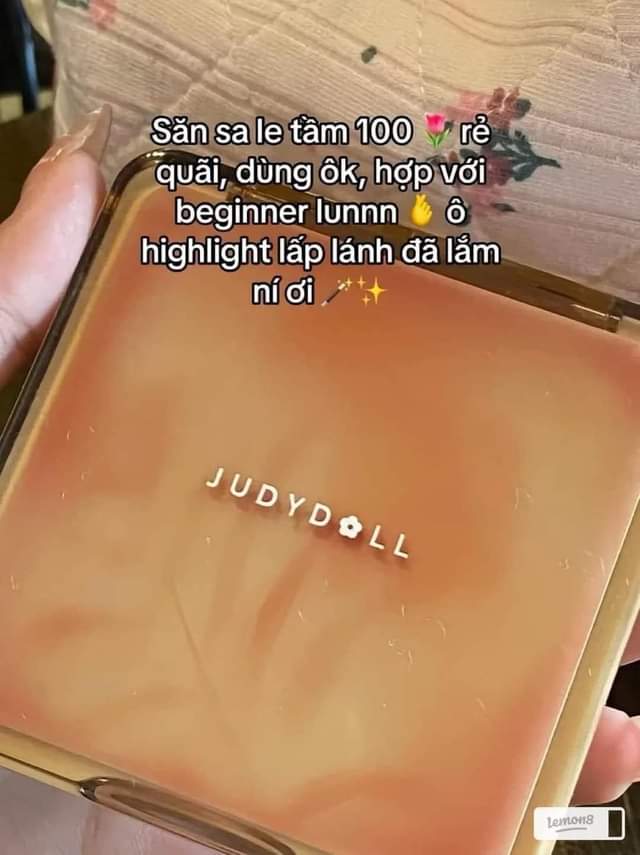 Săn sa le tầm 100 🌷 rẻ
quãi, dùng ôk, hợp với
beginner lunnn 🫰 ô
highlight lấp lánh đã lắm
ní ơi 🪄✨
JUDYDOLL
lemon8